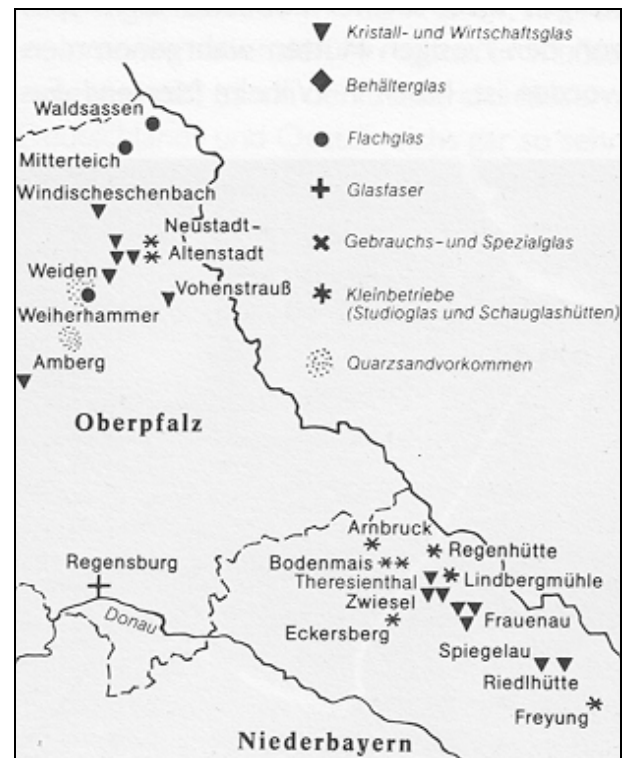 Kristall- und Wirtschaftsglas
Behälterglas
Flachglas
Glasfaser
Gebrauchs- und Spezialglas
Kleinbetriebe
(Studioglas und Schauglashütten)
Quarzsandvorkommen
Waldsassen
Mitterteich
Windischeschenbach
Neustadt-
Altenstadt
Weiden
Vohenstrauß
Weiherhammer
Amberg
Oberpfalz
Arnbruck
Regenhütte
Bodenmais
Theresienthal
Lindbergmühle
Zwiesel
Frauenau
Eckersberg
Spiegelau
Riedlhütte
Freyung
Regensburg
Donau
Niederbayern